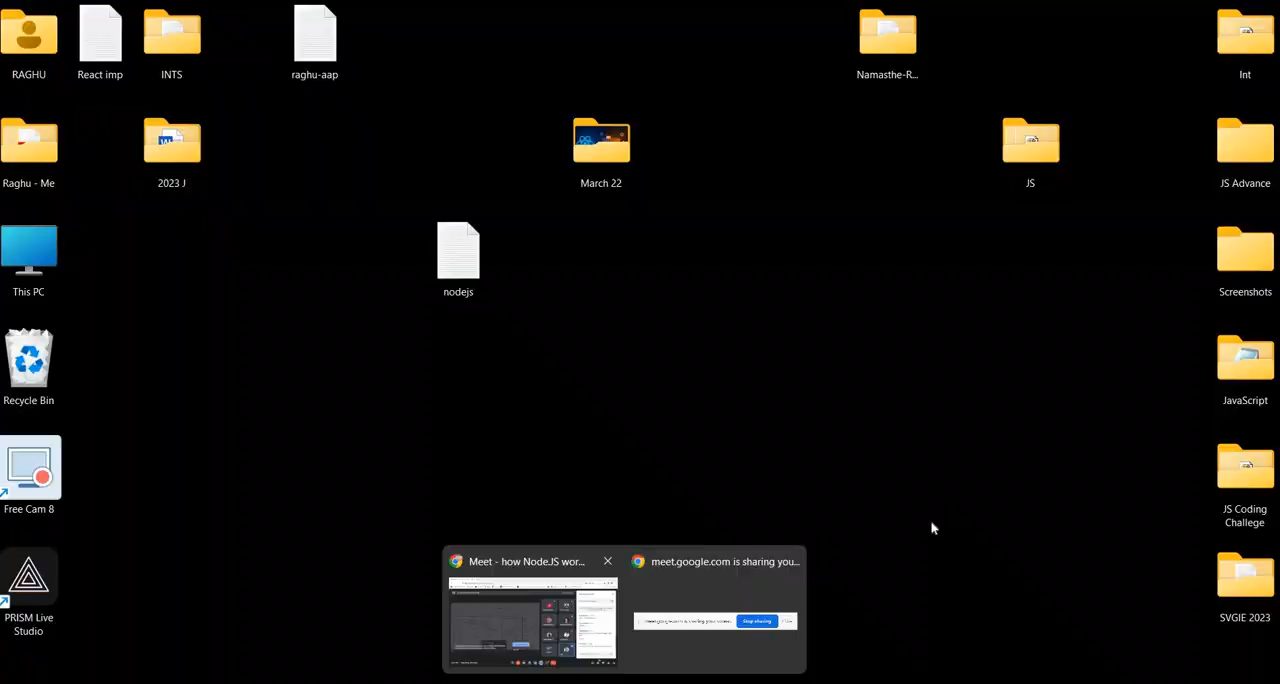 RAGHU
React imp
INTS
raghu-aap
Namasthe-R...
Int
Raghu - Me
2023 J
March 22
JS
JS Advance
This PC
nodejs
Screenshots
Recycle Bin
JavaScript
Free Cam 8
JS Coding
Challege
PRISM Live
Studio
SVGIE 2023
Meet - how Node.JS wor...
meet.google.com is sharing you...
Stop sharing